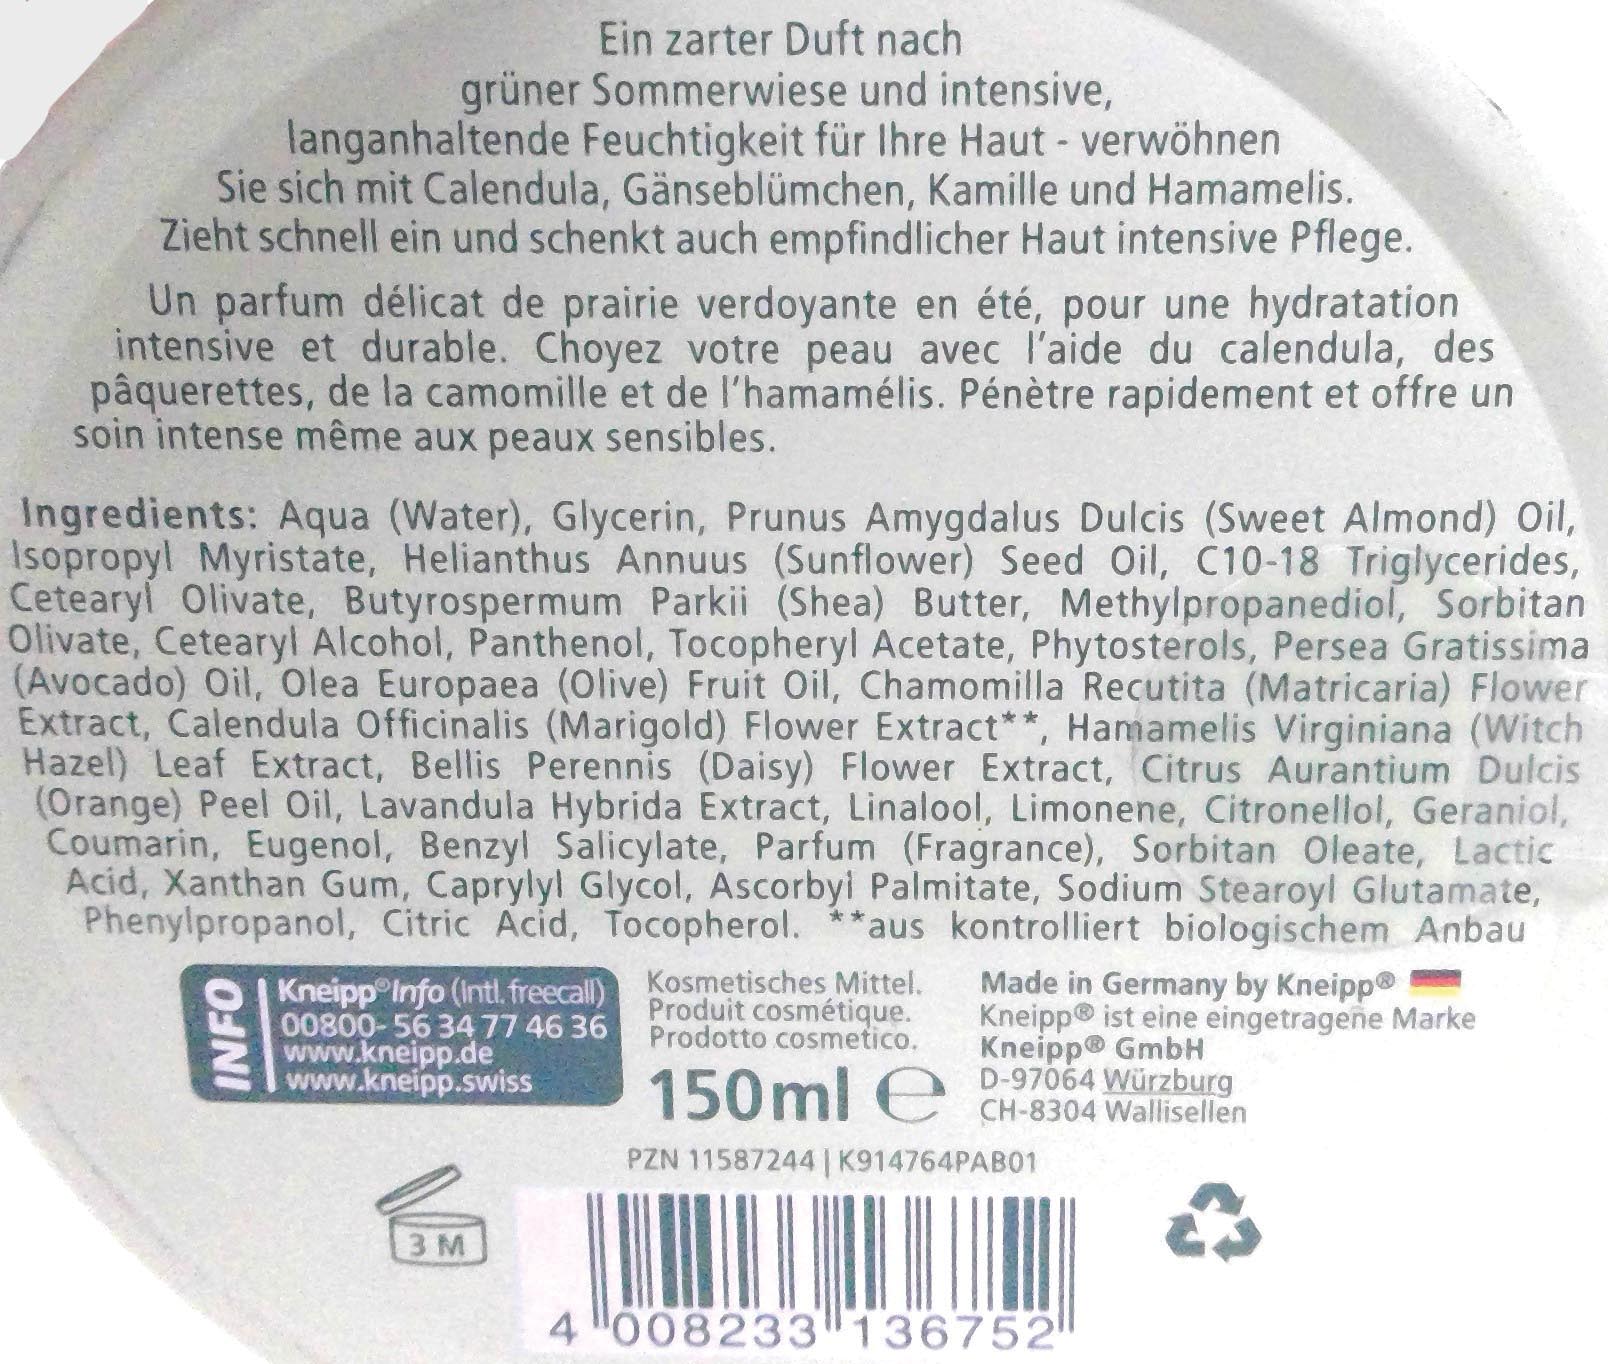 Ein zarter Duft nach
grüner Sommerwiese und intensive,
langanhaltende Feuchtigkeit für Ihre Haut - verwöhnen
Sie sich mit Calendula, Gänseblümchen, Kamille und Hamamelis.
Zieht schnell ein und schenkt auch empfindlicher Haut intensive Pflege.
Un parfum délicat de prairie verdoyante en été, pour une hydratation
intensive et durable. Choyez votre peau avec l'aide du calendula, des
pâquerettes, de la camomille et de l'hamamélis. Pénètre rapidement et offre un
soin intense même aux peaux sensibles.
Ingredients: Aqua (Water), Glycerin, Prunus Amygdalus Dulcis (Sweet Almond) Oil,
Isopropyl Myristate, Helianthus Annuus (Sunflower) Seed Oil, C10-18 Triglycerides,
Cetearyl Olivate, Butyrospermum Parkii (Shea) Butter, Methylpropanediol, Sorbitan
Olivate, Cetearyl Alcohol, Panthenol, Tocopheryl Acetate, Phytosterols, Persea Gratissima
(Avocado) Oil, Olea Europaea (Olive) Fruit Oil, Chamomilla Recutita (Matricaria) Flower
Extract, Calendula Officinalis (Marigold) Flower Extract**, Hamamelis Virginiana (Witch
Hazel) Leaf Extract, Bellis Perennis (Daisy) Flower Extract, Citrus Aurantium Dulcis
(Orange) Peel Oil, Lavandula Hybrida Extract, Linalool, Limonene, Citronellol, Geraniol,
Coumarin, Eugenol, Benzyl Salicylate, Parfum (Fragrance), Sorbitan Oleate, Lactic
Acid, Xanthan Gum, Caprylyl Glycol, Ascorbyl Palmitate, Sodium Stearoyl Glutamate,
Phenylpropanol, Citric Acid, Tocopherol. **aus kontrolliert biologischem Anbau
INFO
Kneipp® Info (Intl. freecall)
00800- 56 34 77 46 36
www.kneipp.de
www.kneipp.swiss
Kosmetisches Mittel.
Produit cosmétique.
Prodotto cosmetico.
150ml e
Made in Germany by Kneipp®
Kneipp® ist eine eingetragene Marke
Kneipp® GmbH
D-97064 Würzburg
CH-8304 Wallisellen
PZN 11587244 | K914764PAB01
3 M
4 008233 136752